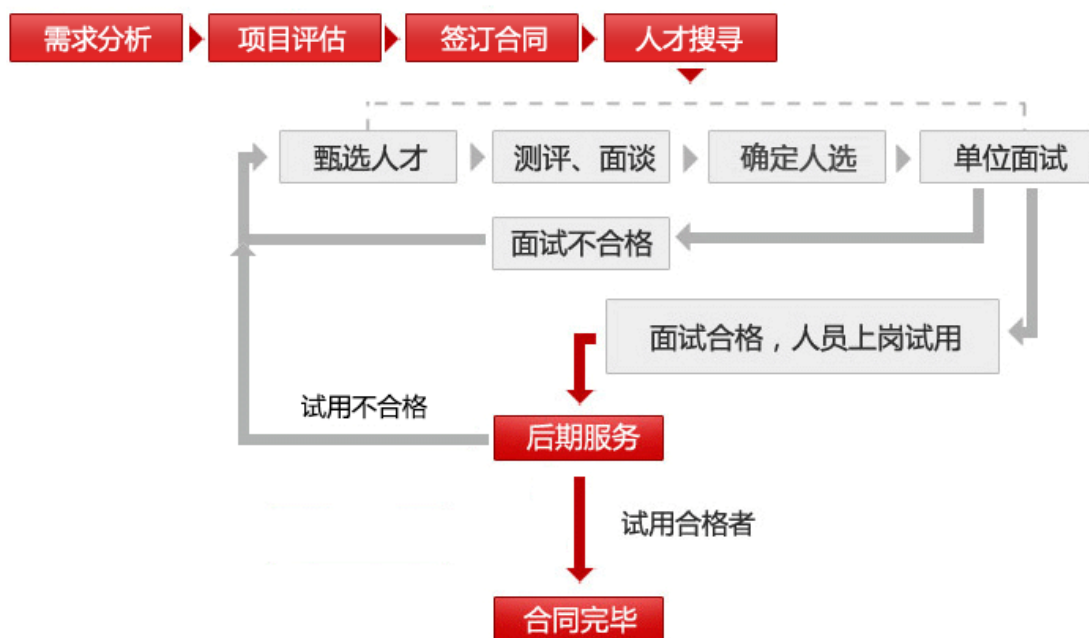 需求分析
项目评估
签订合同
人才搜寻
甄选人才
测评、面谈
确定人选
单位面试
面试不合格
面试合格，人员上岗试用
试用不合格
后期服务
试用合格者
合同完毕